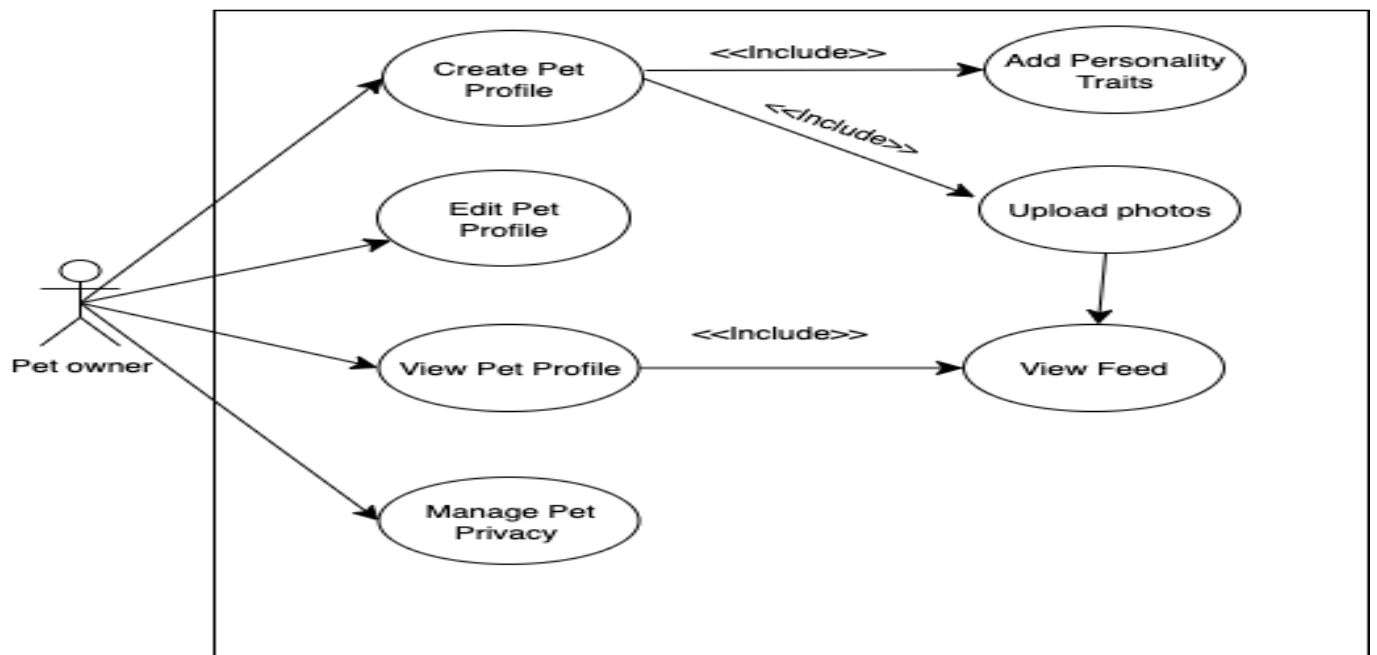 Create Pet
Profile
<<Include>>
Add Personality
Traits
<<Include>>
Upload photos
Edit Pet
Profile
Pet owner
View Pet Profile
<<Include>>
View Feed
Manage Pet
Privacy